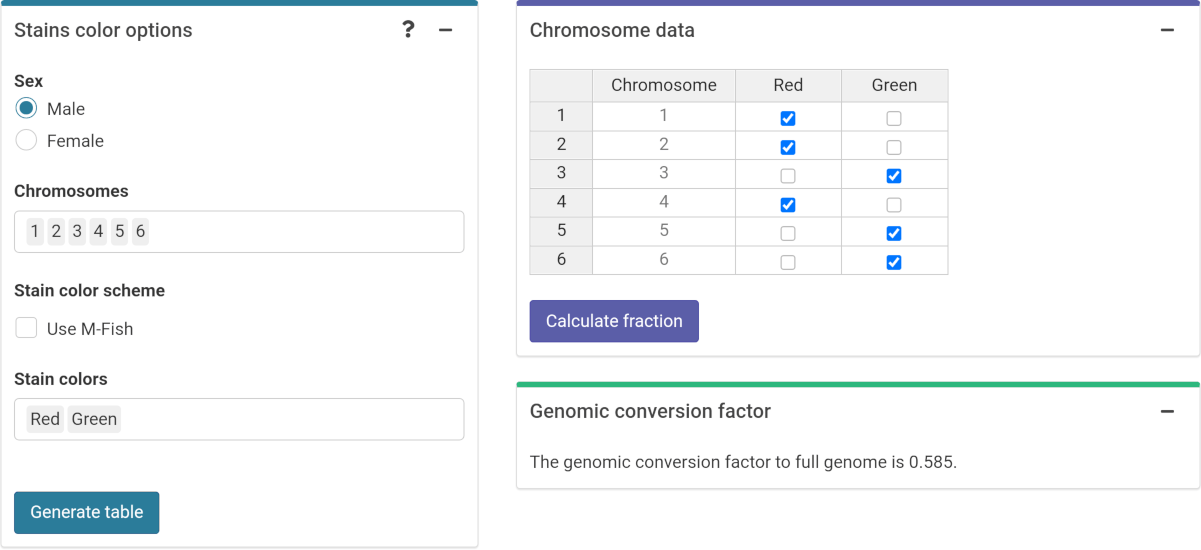 Stains color options ? −
Sex
Male
Female
Chromosomes
1 2 3 4 5 6
Stain color scheme
Use M-Fish
Stain colors
Red Green
Generate table
Chromosome data −
Chromosome Red Green
1 1
2 2
3 3
4 4
5 5
6 6
Calculate fraction
Genomic conversion factor −
The genomic conversion factor to full genome is 0.585.